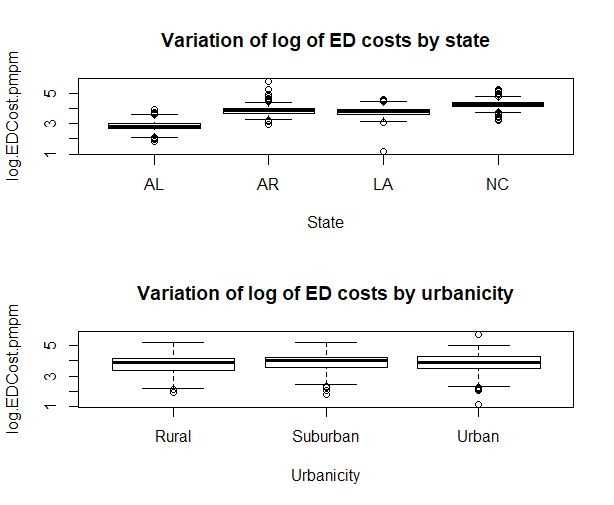 Variation of log of ED costs by state
log.EDCost.pmpm
5
3
1
AL AR LA NC
State
Variation of log of ED costs by urbanicity
log.EDCost.pmpm
5
3
1
Rural Suburban Urban
Urbanicity